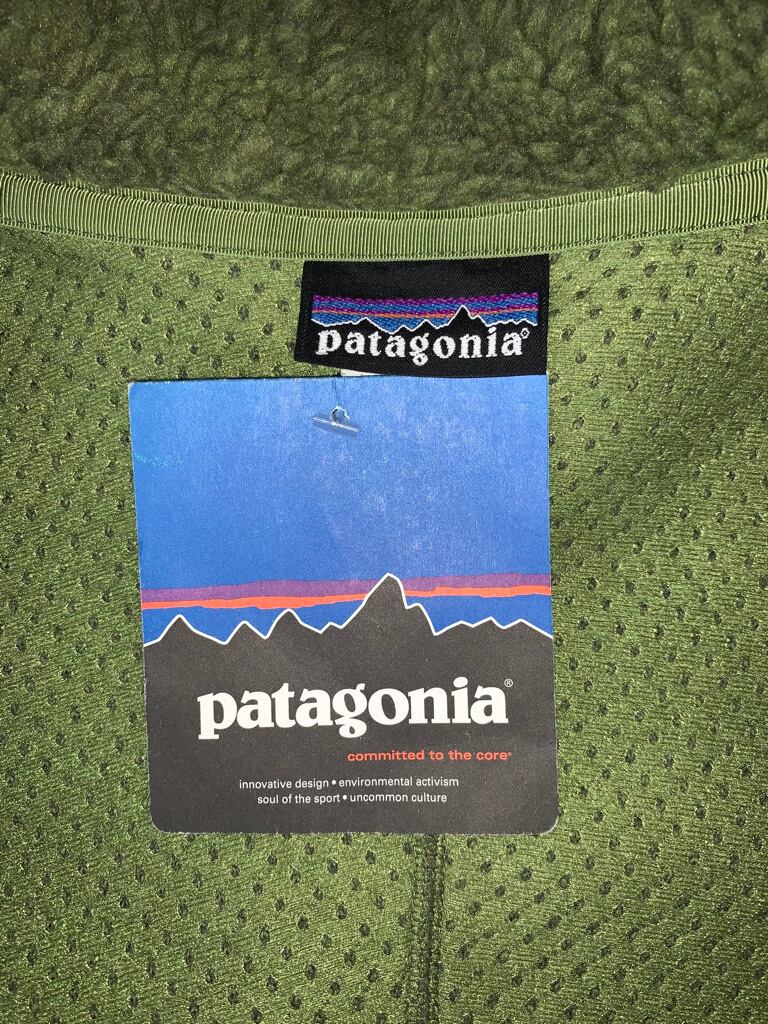 patagonia®
patagonia®
committed to the core®
innovative design • environmental activism
soul of the sport • uncommon culture